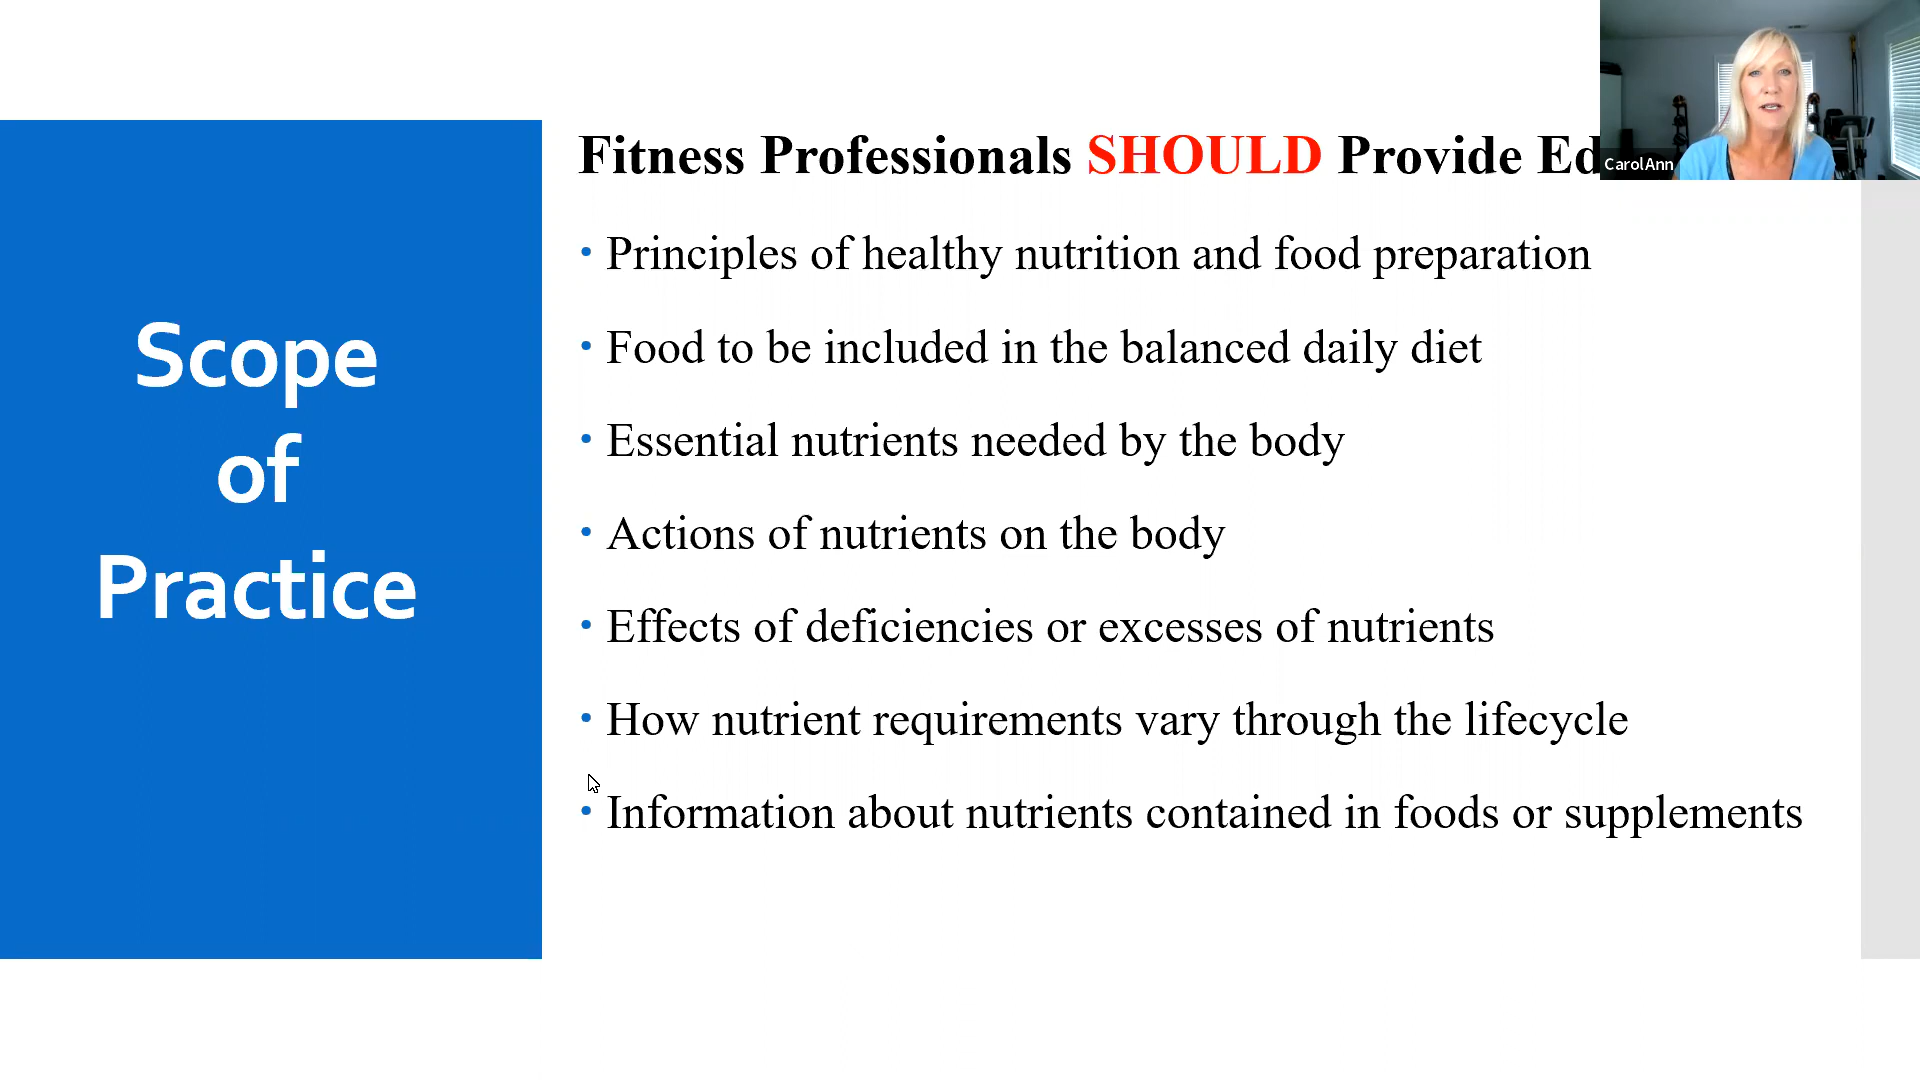 Scope
of
Practice
Fitness Professionals SHOULD Provide
• Principles of healthy nutrition and food preparation
• Food to be included in the balanced daily diet
• Essential nutrients needed by the body
• Actions of nutrients on the body
• Effects of deficiencies or excesses of nutrients
• How nutrient requirements vary through the lifecycle
• Information about nutrients contained in foods or supplements
CarolAnn